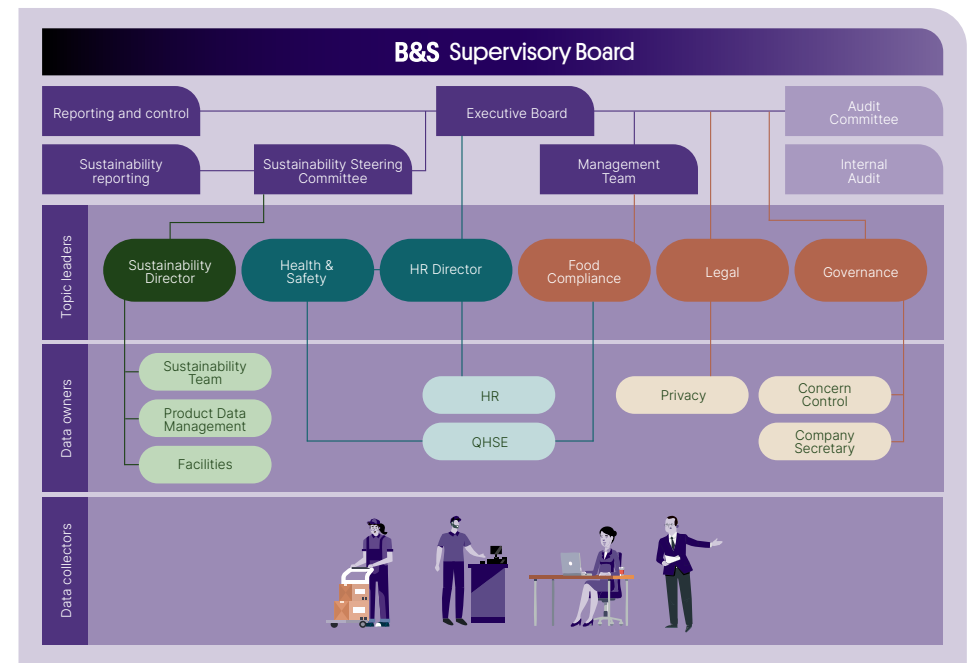 B&S Supervisory Board
Reporting and control
Executive Board
Audit
Committee
Sustainability
reporting
Sustainability Steering
Committee
Management
Team
Internal
Audit
Topic leaders
Sustainability
Director
Health &
Safety
HR Director
Food
Compliance
Legal
Governance
Data owners
Sustainability
Team
Product Data
Management
Facilities
HR
QHSE
Privacy
Concern
Control
Company
Secretary
Data collectors